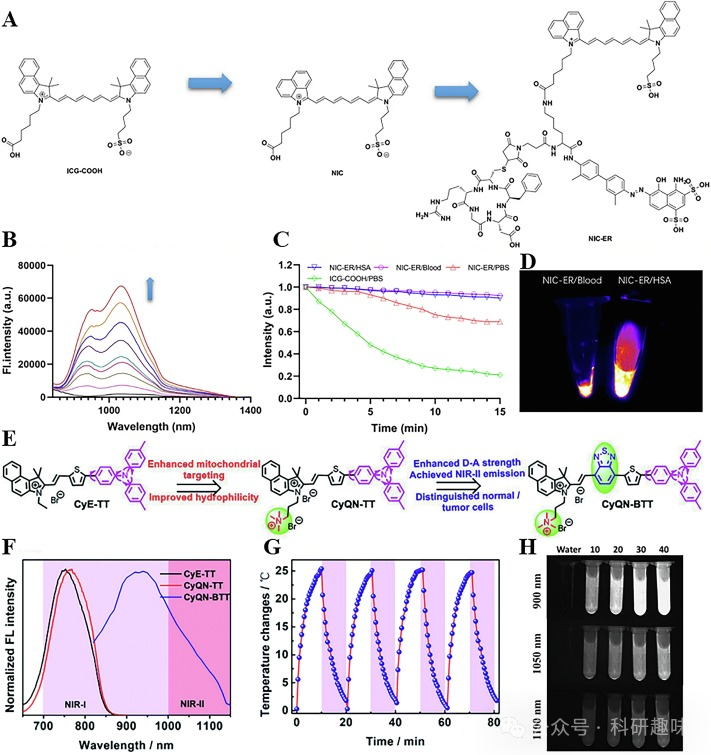 A
ICG-COOH
NIC
NIC-ER
B
Fl.intensity (a.u.)
80000
60000
40000
20000
0
1000
1200
1400
Wavelength (nm)
C
NIC-ER/HSA
NIC-ER/Blood
NIC-ER/PBS
ICG-COOH/PBS
Intensity (a.u.)
1.2
1.0
0.8
0.6
0.4
0.2
0.0
0
5
10
15
Time (min)
D
NIC-ER/Blood
NIC-ER/HSA
E
CyE-TT
Enhanced mitochondrial
targeting
Improved hydrophilicity
CyQN-TT
Enhanced D-A strength
Achieved NIR-II emission
Distinguished normal /
tumor cells
CyQN-BTT
F
Normalized FL intensity
CyE-TT
CyQN-TT
CyQN-BTT
NIR-I
NIR-II
700
800
900
1000
1100
Wavelength / nm
G
Temperature changes / ℃
25
20
15
10
5
0
0
20
40
60
80
Time / min
H
Water
10
20
30
40
900 nm
1050 nm
1100 nm
公众号 · 科研趣味